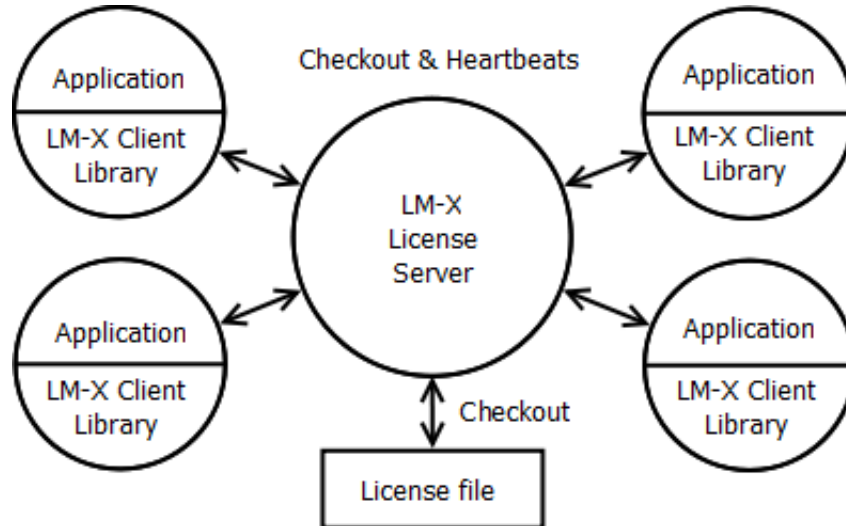 Application
LM-X Client
Library
Checkout & Heartbeats
Application
LM-X Client
Library
LM-X
License
Server
Application
LM-X Client
Library
Application
LM-X Client
Library
Checkout
License file